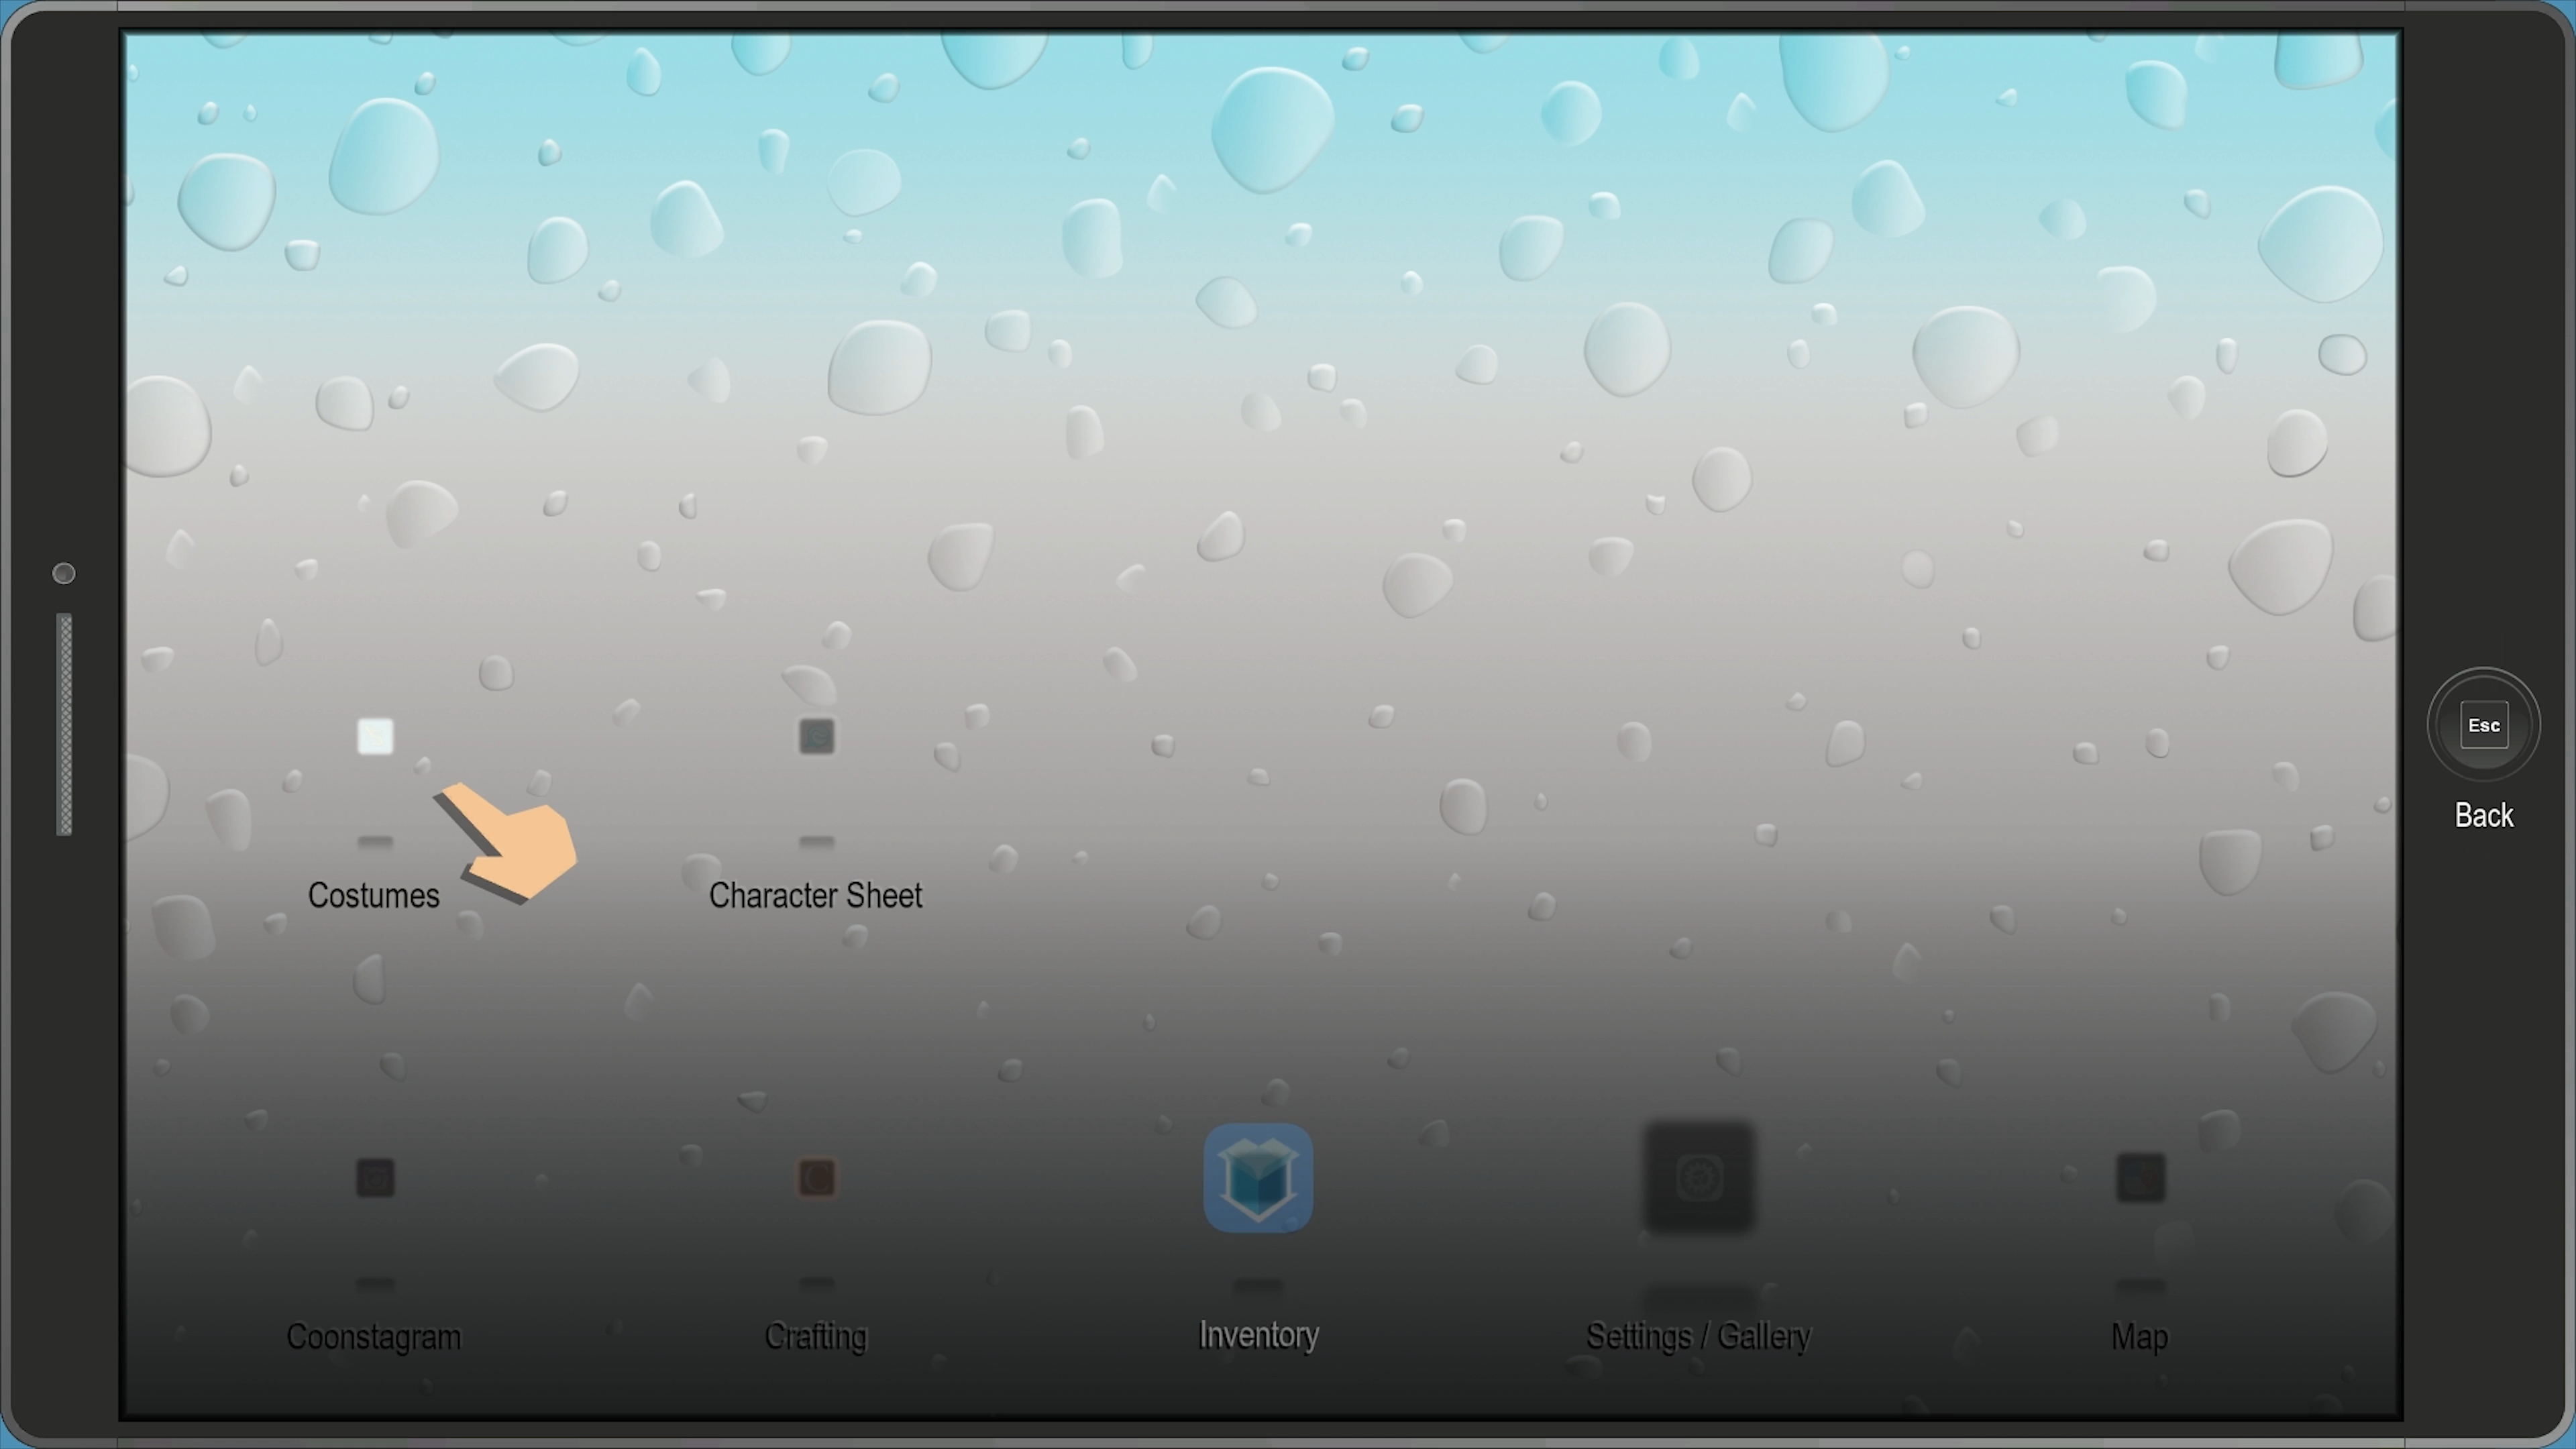 Esc
Back
Costumes
Character Sheet
Coonstagram
Crafting
Inventory
Settings / Gallery
Map